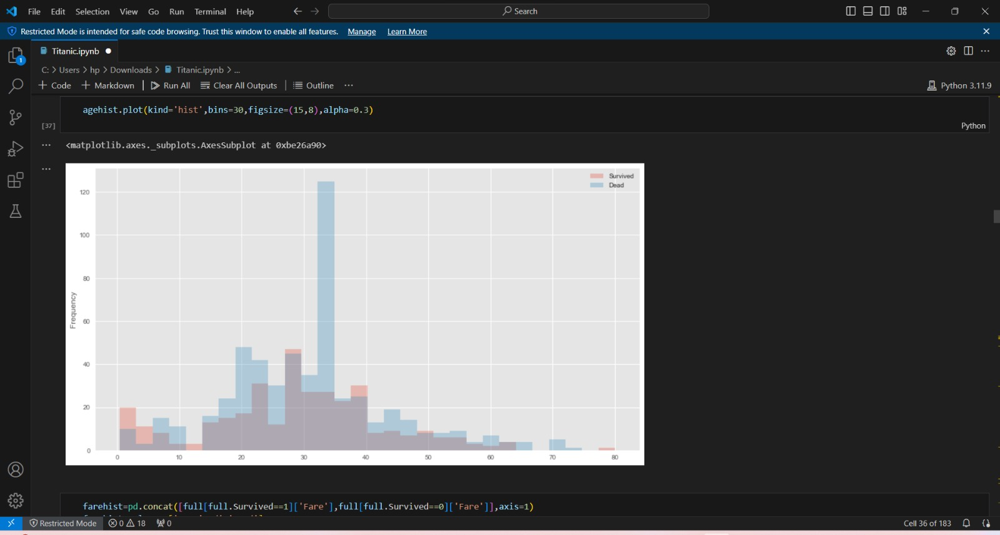 File Edit Selection View Go Run Terminal Help
Search
Restricted Mode is intended for safe code browsing. Trust this window to enable all features. Manage Learn More
1
Titanic.ipynb
C: > Users > hp > Downloads > Titanic.ipynb > ...
+ Code + Markdown | Run All Clear All Outputs | Outline ...
Python 3.11.9
agehist.plot(kind='hist',bins=30,figsize=(15,8),alpha=0.3)
[37]
Python
<matplotlib.axes._subplots.AxesSubplot at 0xbe26a90>
Survived
Dead
120
100
80
60
40
20
0
Frequency
0 10 20 30 40 50 60 70 80
farehist=pd.concat([full[full.Survived==1]['Fare'],full[full.Survived==0]['Fare']],axis=1)
Restricted Mode 0 18 0
Cell 36 of 183